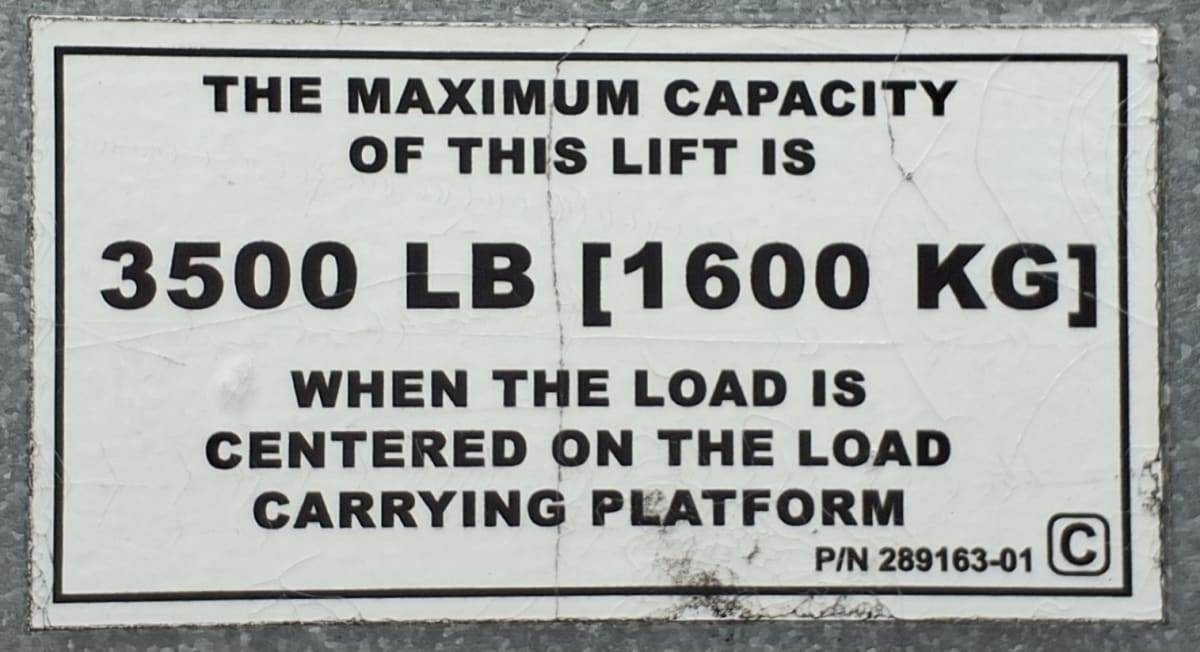 THE MAXIMUM CAPACITY
OF THIS LIFT IS
3500 LB [1600 KG]
WHEN THE LOAD IS
CENTERED ON THE LOAD
CARRYING PLATFORM
P/N 289163-01 C